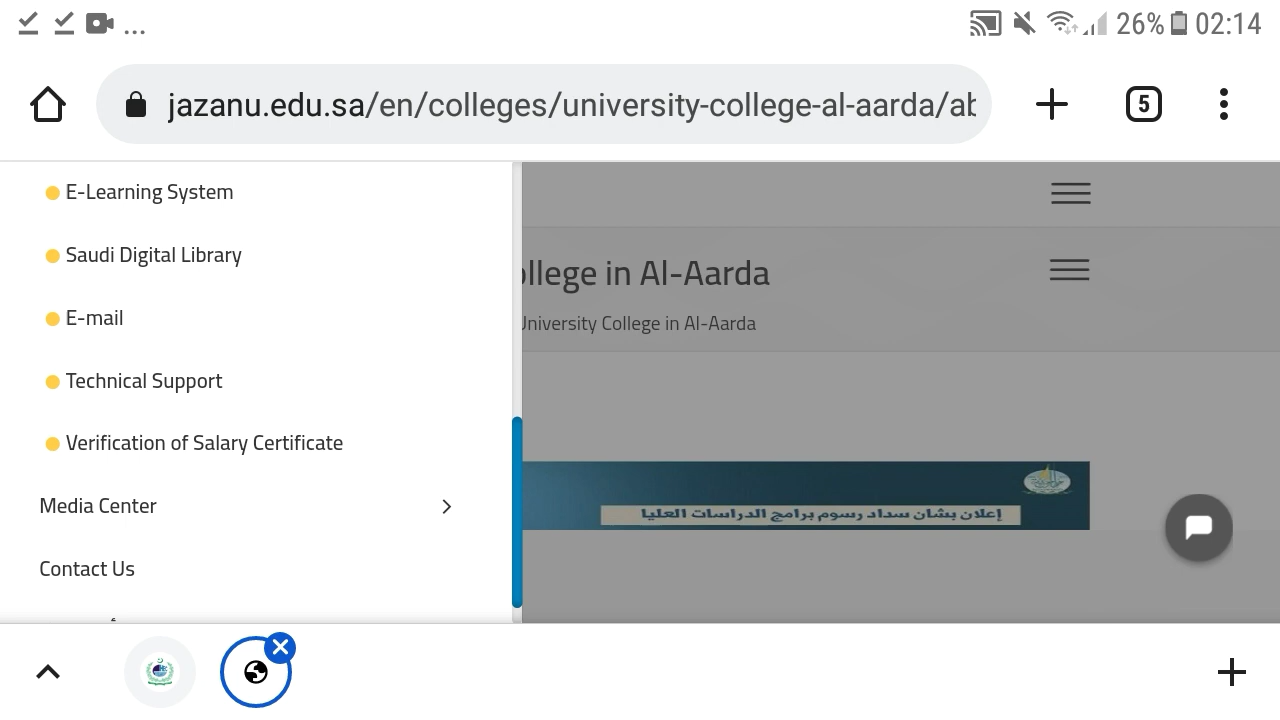 ... 26% 02:14
jazanu.edu.sa/en/colleges/university-college-al-aarda/ab
5
E-Learning System
Saudi Digital Library
E-mail
Technical Support
Verification of Salary Certificate
Media Center
Contact Us
ollege in Al-Aarda
University College in Al-Aarda
إعلان بشان سداد رسوم برامج الدراسات العليا